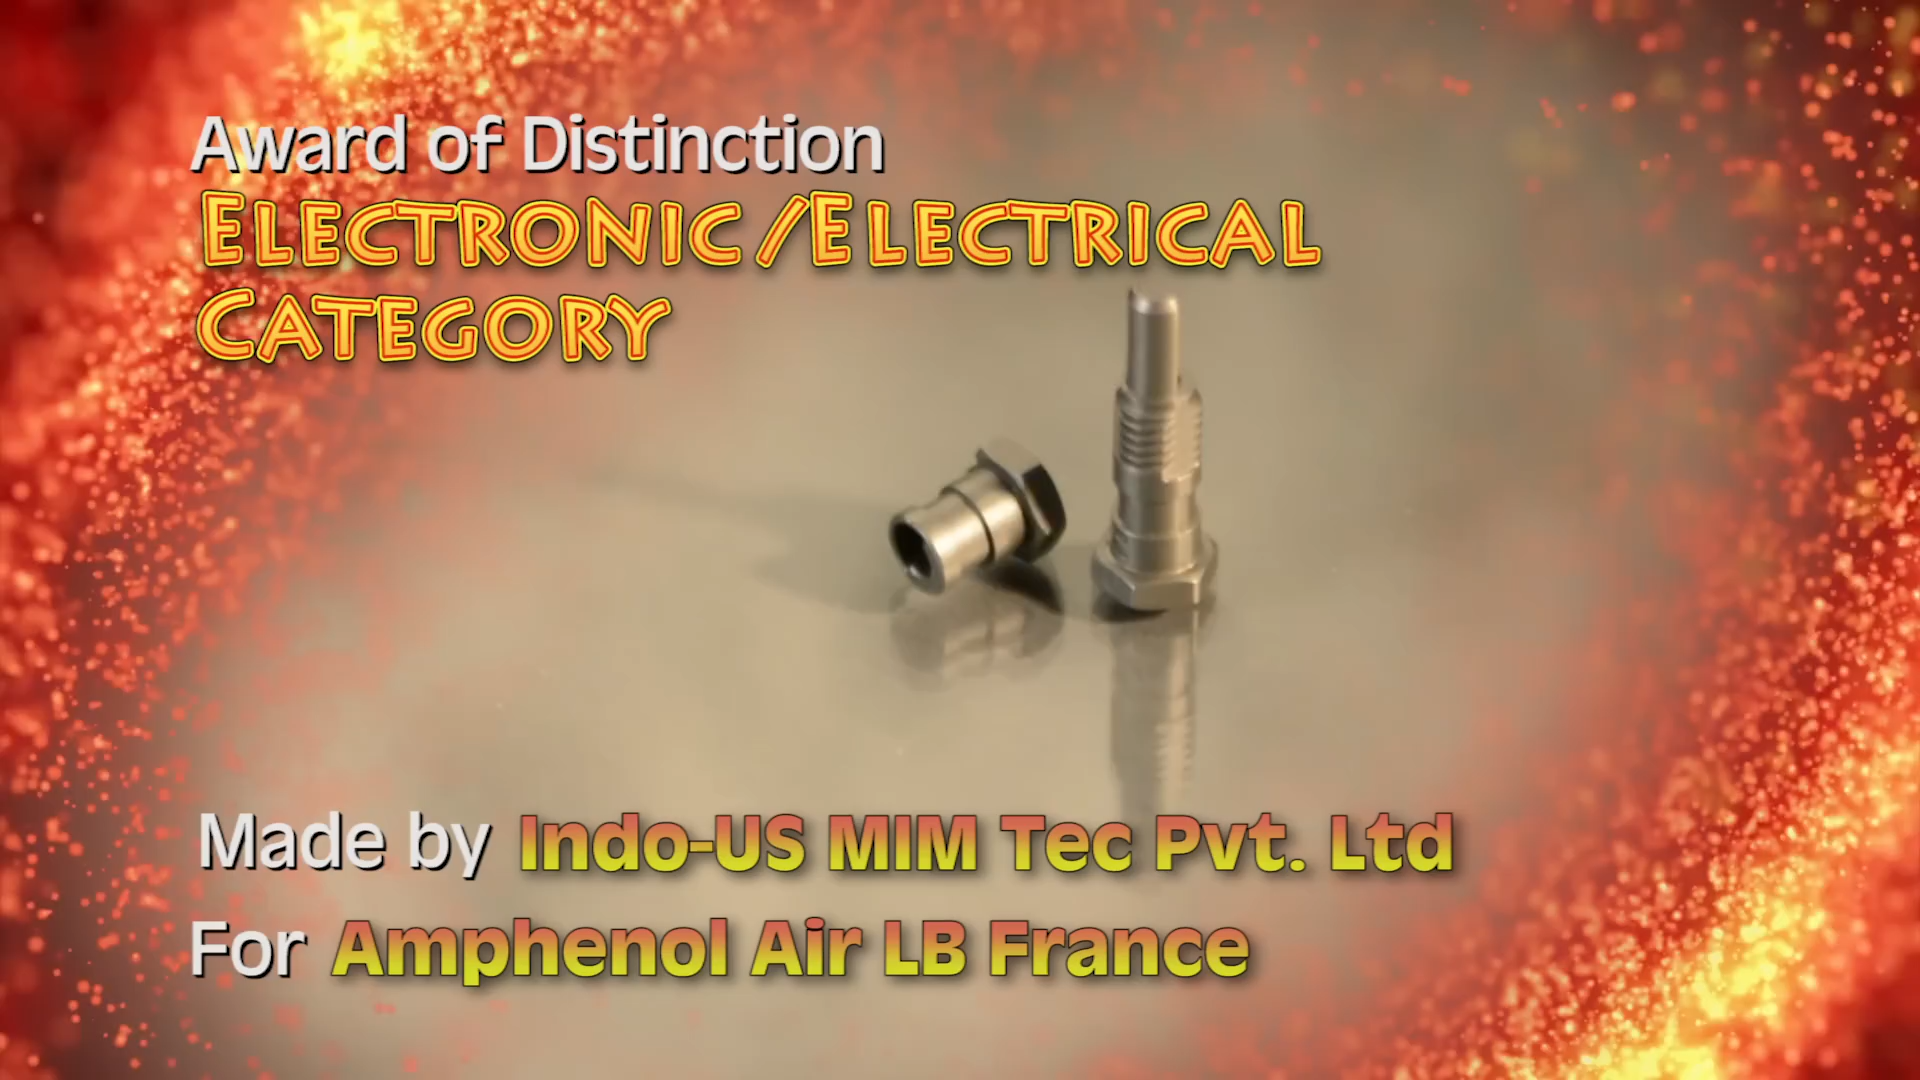 Award of Distinction
Electronic/Electrical
Category
Made by Indo-US MIM Tec Pvt. Ltd
For Amphenol Air LB France